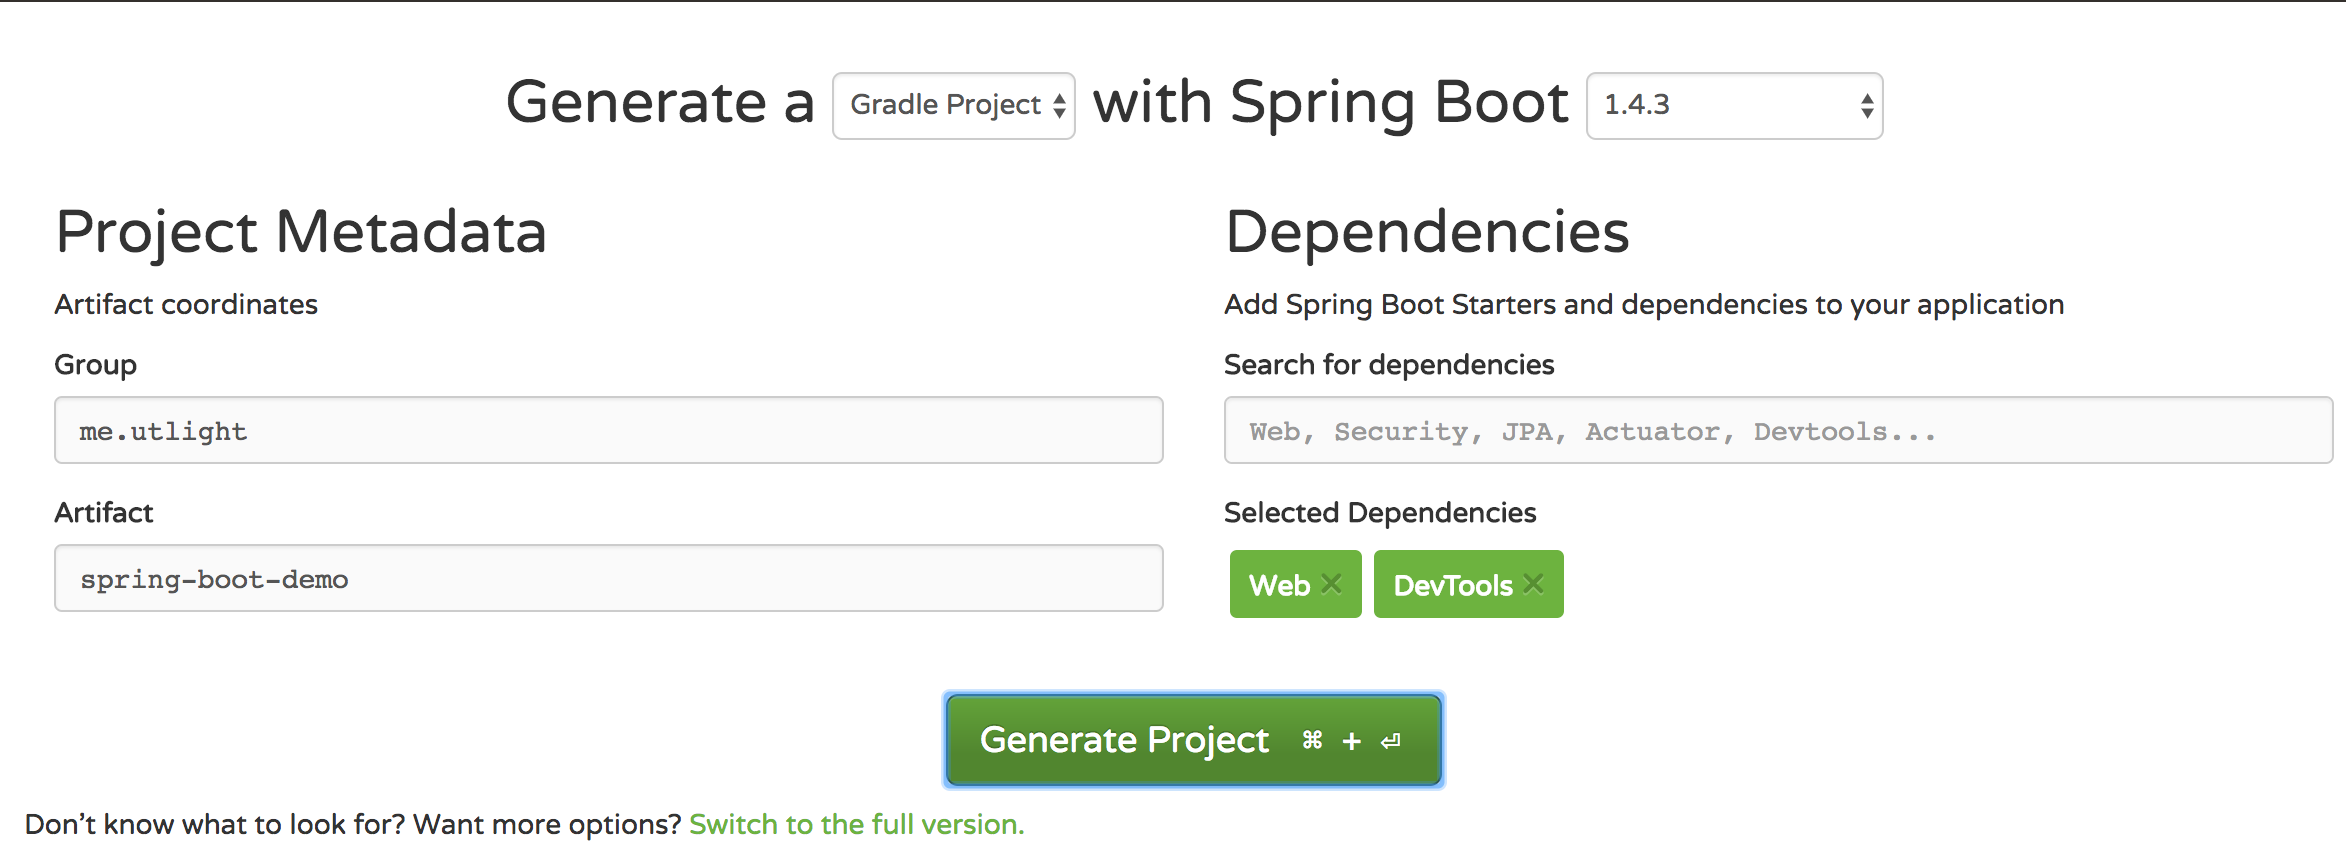 Generate a Gradle Project with Spring Boot 1.4.3
Project Metadata
Artifact coordinates
Group
me.utlight
Artifact
spring-boot-demo
Dependencies
Add Spring Boot Starters and dependencies to your application
Search for dependencies
Web, Security, JPA, Actuator, Devtools...
Selected Dependencies
Web × DevTools ×
Generate Project ⌘ + ⏎
Don't know what to look for? Want more options? Switch to the full version.